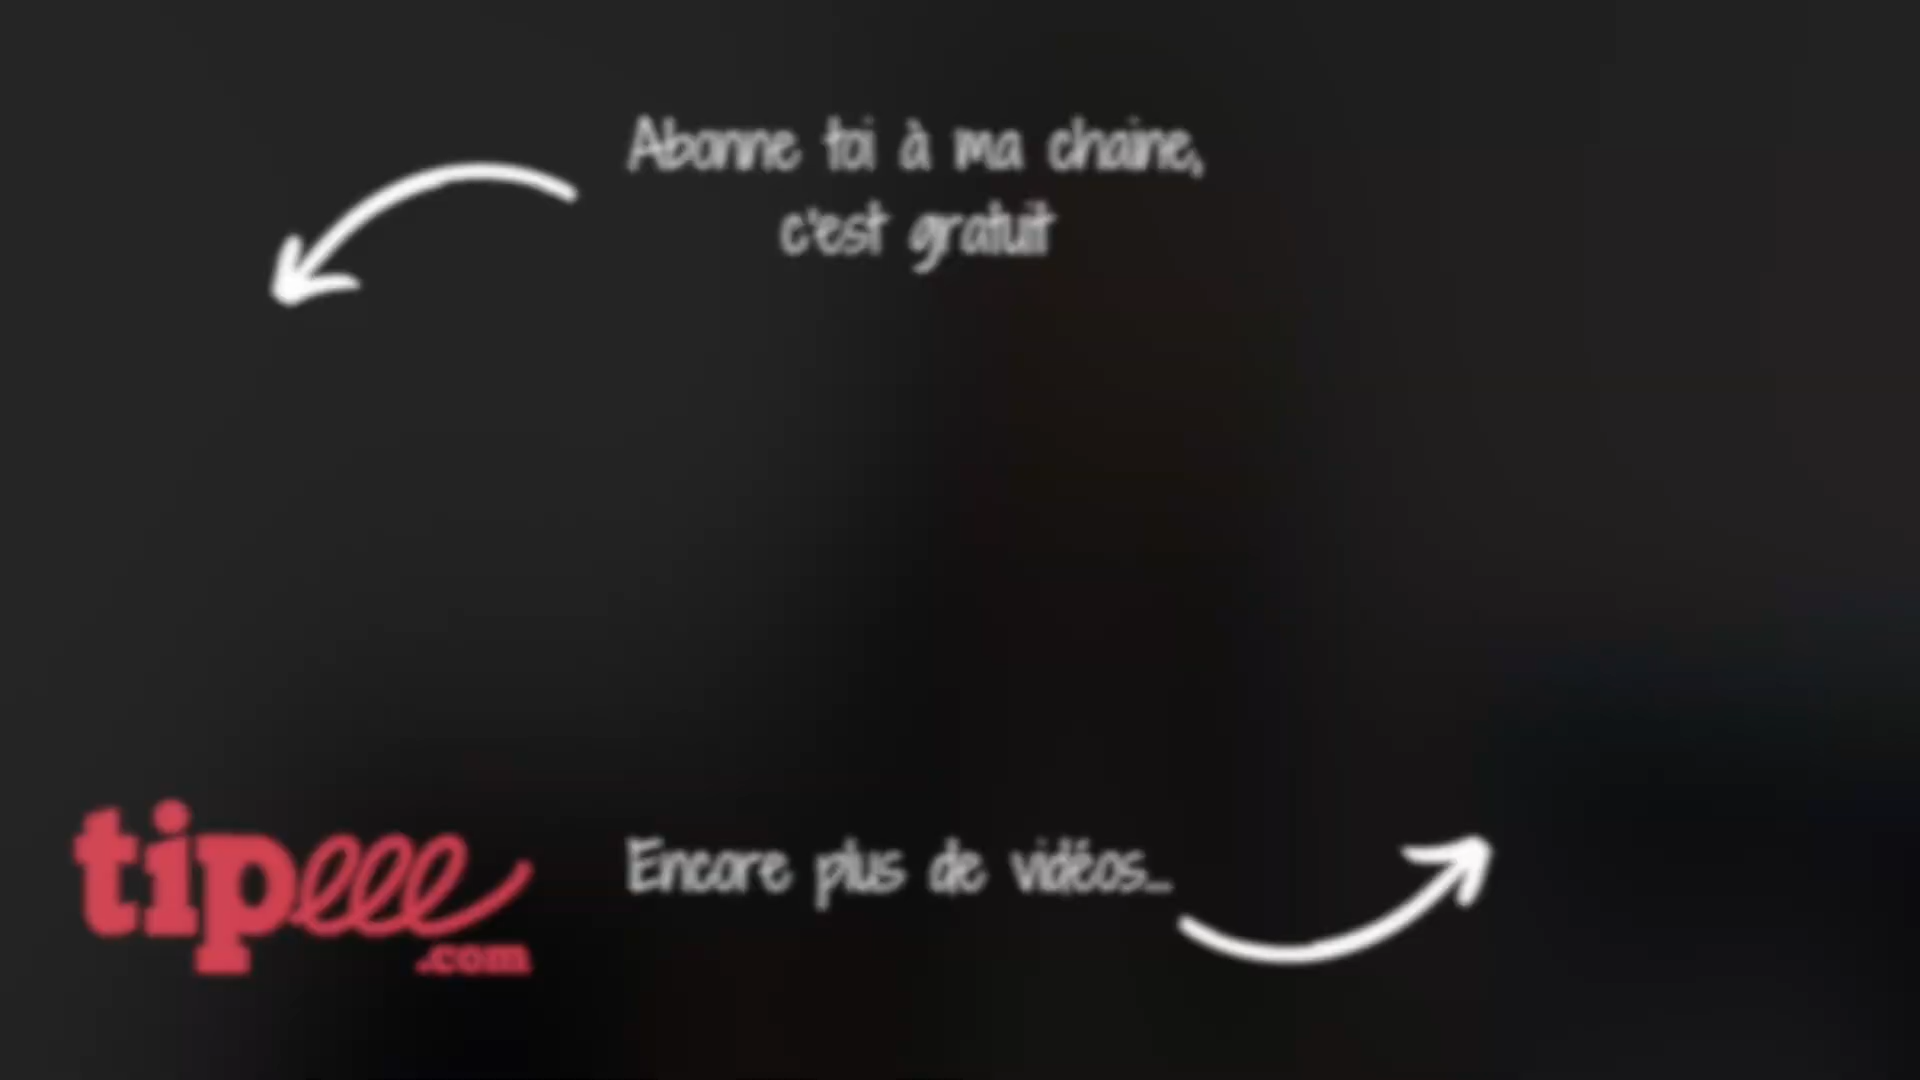 Abonne toi à ma chaine,
c'est gratuit
tipeee
.com
Encore plus de vidéos...